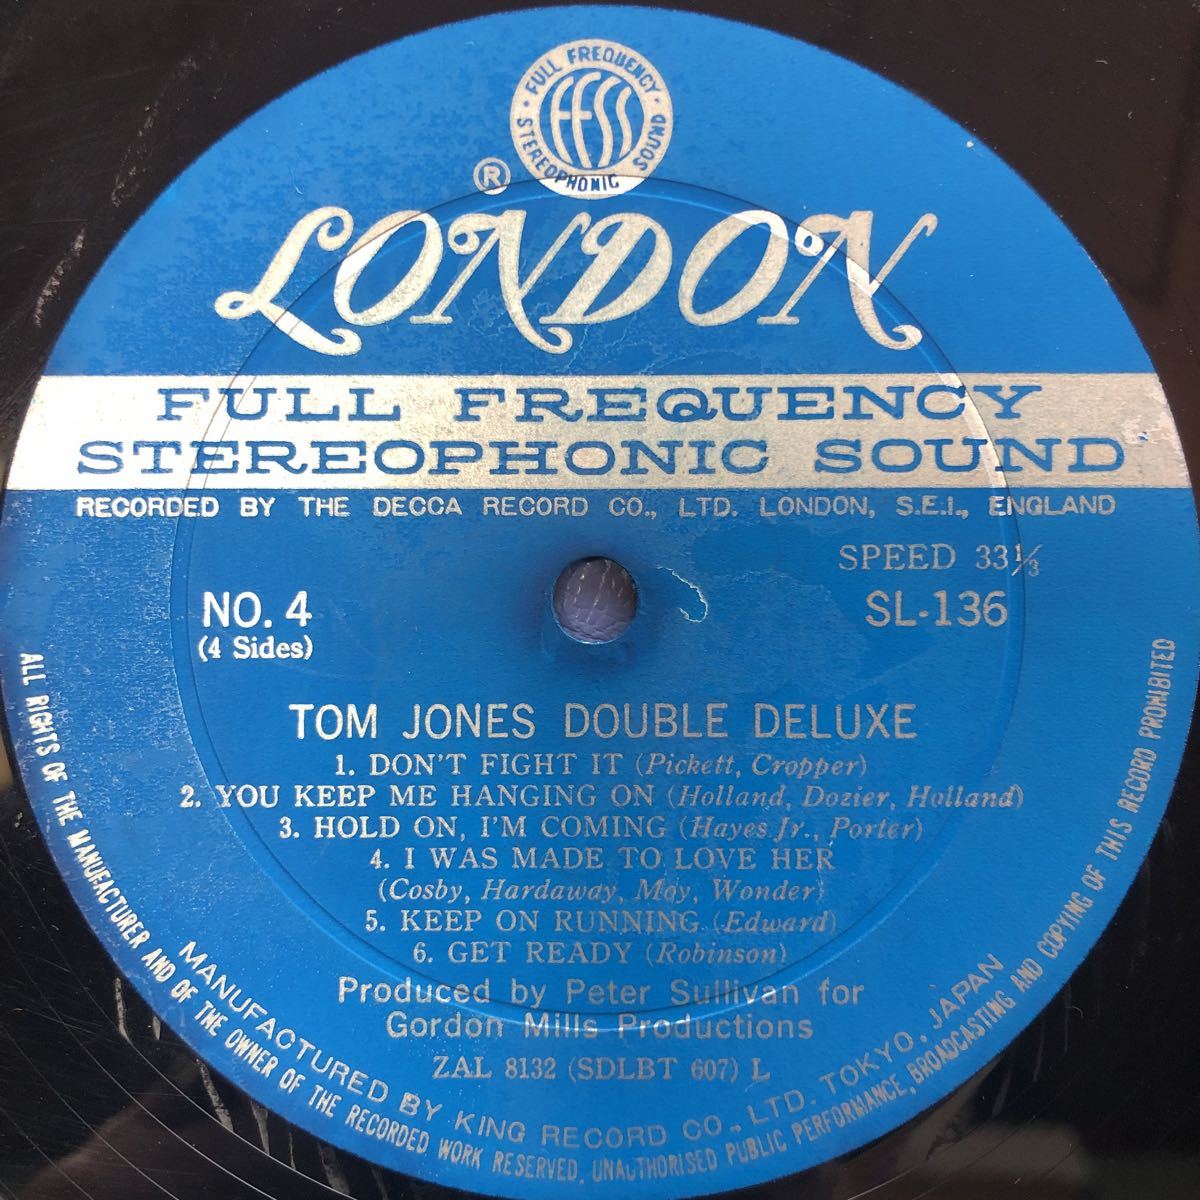 FULL FREQUENCY
STEREOPHONIC SOUND
FFSS
®
LONDON
FULL FREQUENCY
STEREOPHONIC SOUND
RECORDED BY THE DECCA RECORD CO., LTD. LONDON, S.E.I., ENGLAND
SPEED 33⅓
NO. 4
SL-136
(4 Sides)
TOM JONES DOUBLE DELUXE
1. DON'T FIGHT IT (Pickett, Cropper)
2. YOU KEEP ME HANGING ON (Holland, Dozier, Holland)
3. HOLD ON, I'M COMING (Hayes Jr., Porter)
4. I WAS MADE TO LOVE HER
(Cosby, Hardaway, Moy, Wonder)
5. KEEP ON RUNNING (Edward)
6. GET READY (Robinson)
Produced by Peter Sullivan for
Gordon Mills Productions
ZAL 8132 (SDLBT 607) L
MANUFACTURED BY KING RECORD CO., LTD. TOKYO, JAPAN
ALL RIGHTS OF THE MANUFACTURER AND OF THE OWNER OF THE RECORDED WORK RESERVED, UNAUTHORISED PUBLIC PERFORMANCE, BROADCASTING AND COPYING OF THIS RECORD PROHIBITED